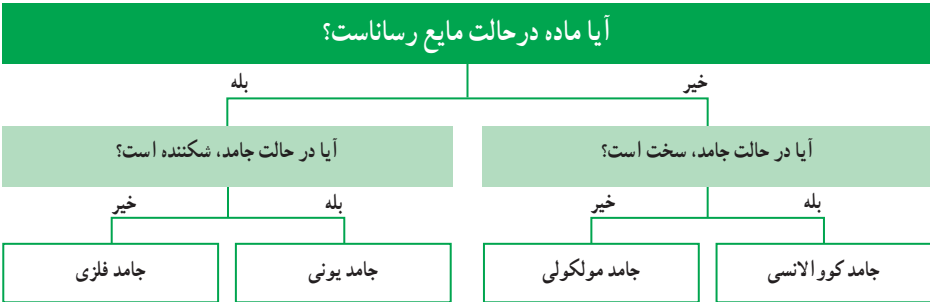 آیا ماده درحالت مایع رساناست؟
خیر
بله
آیا در حالت جامد، سخت است؟
آیا در حالت جامد، شکننده است؟
بله
خیر
بله
خیر
جامد کووالانسی
جامد مولکولی
جامد یونی
جامد فلزی